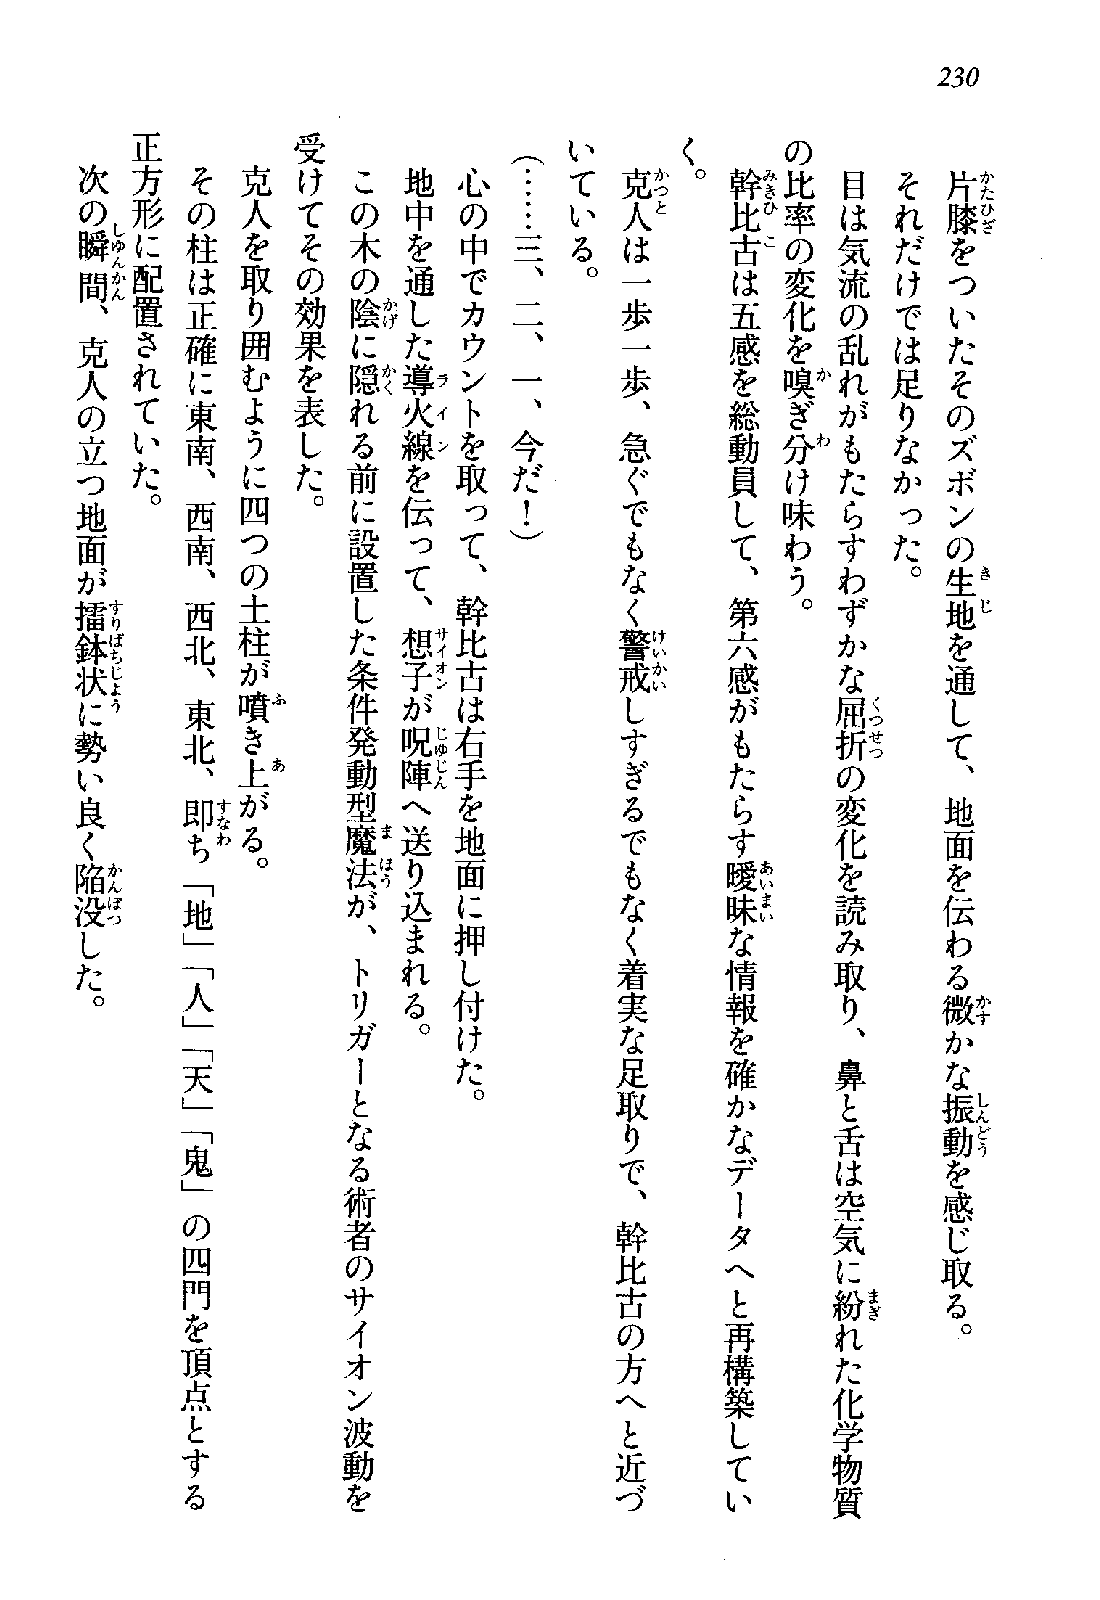 230
片膝をついたそのズボンの生地を通して、地面を伝わる微かな振動を感じ取る。
それだけでは足りなかった。
目は気流の乱れがもたらすわずかな屈折の変化を読み取り、鼻と舌は空気に紛れた化学物質
の比率の変化を嗅ぎ分け味わう。
幹比古は五感を総動員して、第六感がもたらす曖昧な情報を確かなデータへと再構築してい
く。
克人は一歩一歩、急ぐでもなく警戒しすぎるでもなく着実な足取りで、幹比古の方へと近づ
いている。
(……三、二、一、今だ！)
心の中でカウントを取って、幹比古は右手を地面に押し付けた。
地中を通した導火線を伝って、想子が呪陣へ送り込まれる。
この木の陰に隠れる前に設置した条件発動型魔法が、トリガーとなる術者のサイオン波動を
受けてその効果を表した。
克人を取り囲むように四つの土柱が噴き上がる。
その柱は正確に東南、西南、西北、東北、即ち「地」「人」「天」「鬼」の四門を頂点とする
正方形に配置されていた。
次の瞬間、克人の立つ地面が擂鉢状に勢い良く陥没した。